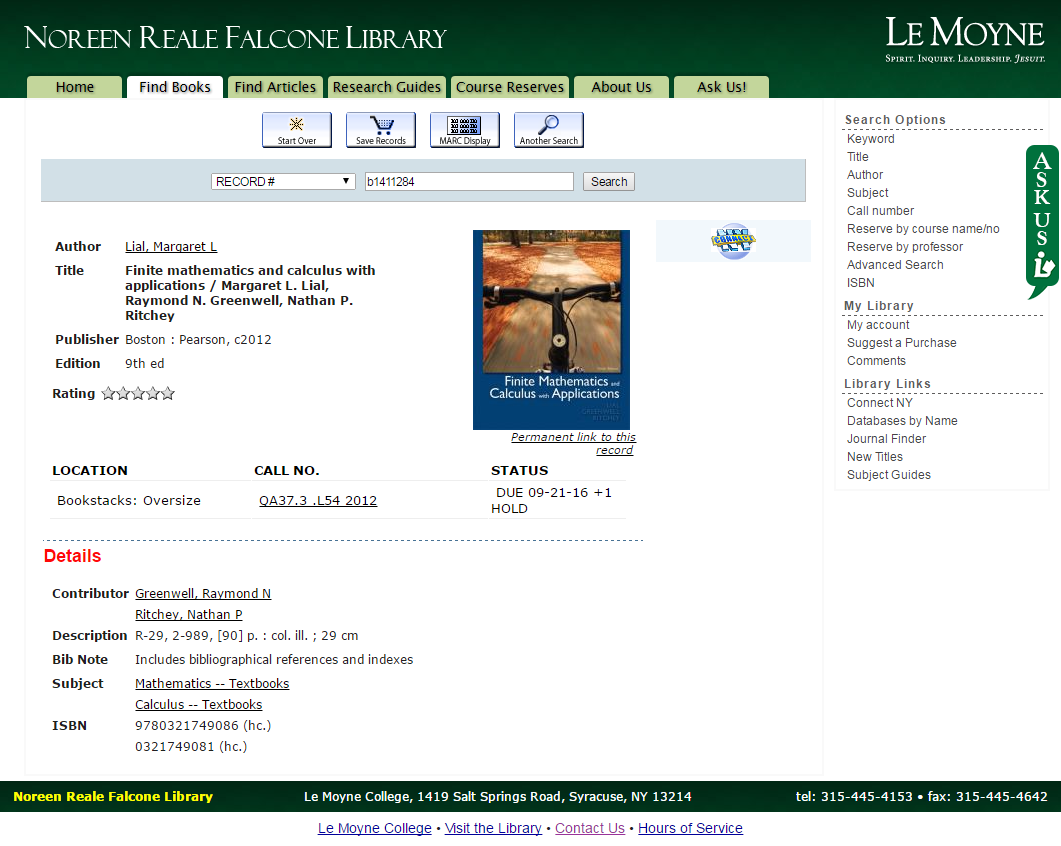 NOREEN REALE FALCONE LIBRARY
LE MOYNE
SPIRIT. INQUIRY. LEADERSHIP. JESUIT.
Home Find Books Find Articles Research Guides Course Reserves About Us Ask Us!
Start Over Save Records MARC Display Another Search
RECORD # b1411284 Search
Author Lial, Margaret L
Title Finite mathematics and calculus with
applications / Margaret L. Lial,
Raymond N. Greenwell, Nathan P.
Ritchey
Publisher Boston : Pearson, c2012
Edition 9th ed
Rating
Finite Mathematics and
Calculus with Applications
LIAL
GREENWELL
RITCHEY
Permanent link to this
record
CONNECT
NY
LOCATION CALL NO. STATUS
Bookstacks: Oversize QA37.3 .L54 2012 DUE 09-21-16 +1
HOLD
Details
Contributor Greenwell, Raymond N
Ritchey, Nathan P
Description R-29, 2-989, [90] p. : col. ill. ; 29 cm
Bib Note Includes bibliographical references and indexes
Subject Mathematics -- Textbooks
Calculus -- Textbooks
ISBN 9780321749086 (hc.)
0321749081 (hc.)
Search Options
Keyword
Title
Author
Subject
Call number
Reserve by course name/no
Reserve by professor
Advanced Search
ISBN
My Library
My account
Suggest a Purchase
Comments
Library Links
Connect NY
Databases by Name
Journal Finder
New Titles
Subject Guides
ASK US
Noreen Reale Falcone Library Le Moyne College, 1419 Salt Springs Road, Syracuse, NY 13214 tel: 315-445-4153 • fax: 315-445-4642
Le Moyne College • Visit the Library • Contact Us • Hours of Service